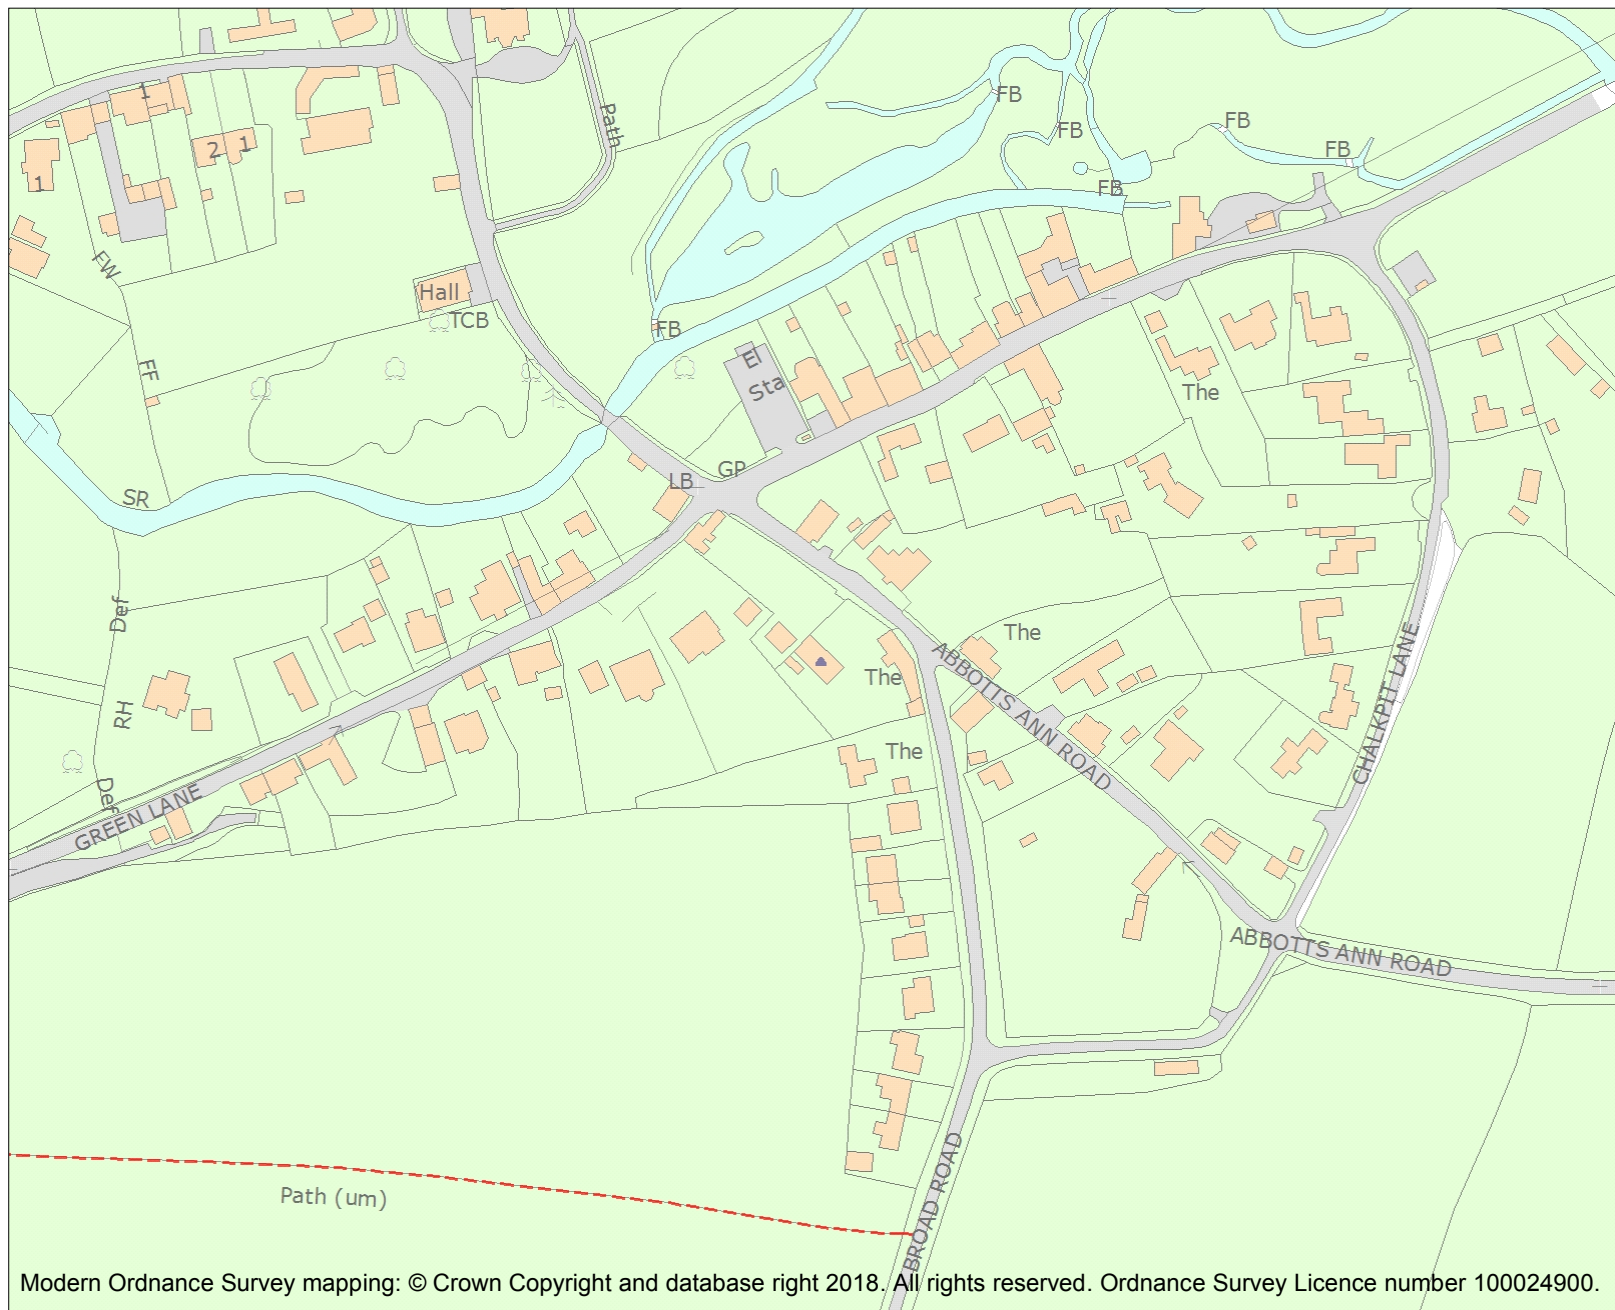 1
Path
FB
FB
FB
2 1
FB
1
FB
FW
Hall
TCB
FB
El
Sta
FF
The
GP
LB
SR
Def
The
ABBOTTS ANN ROAD
CHALKPIT LANE
The
RH
The
Def
GREEN LANE
ABBOTTS ANN ROAD
Path (um)
BROAD ROAD
Modern Ordnance Survey mapping: © Crown Copyright and database right 2018. All rights reserved. Ordnance Survey Licence number 100024900.